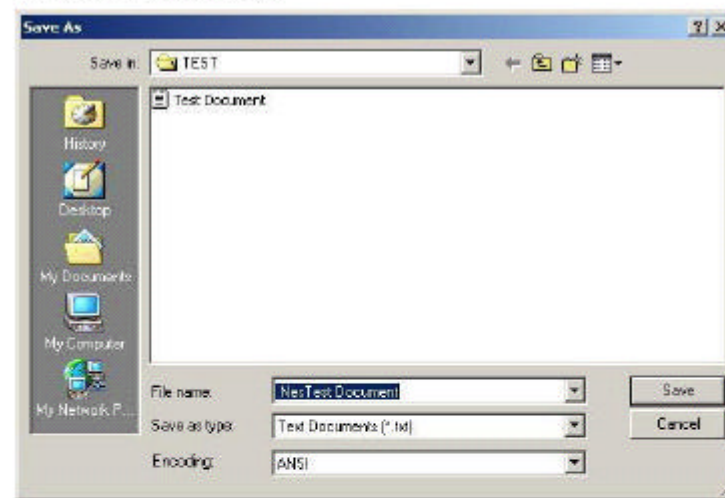 Save As
Save in: TEST
Test Document
History
Desktop
My Documents
My Computer
My Network P...
File name: NesTest Document
Save as type: Text Documents (*.txt)
Encoding: ANSI
Save
Cancel